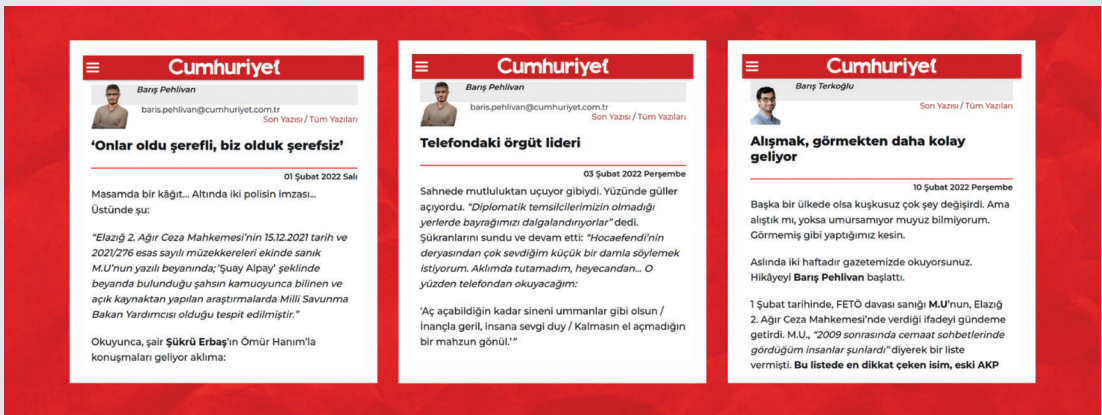 Cumhuriyet
Barış Pehlivan
baris.pehlivan@cumhuriyet.com.tr
Son Yazısı / Tüm Yazıları
‘Onlar oldu şerefli, biz olduk şerefsiz’
01 Şubat 2022 Salı
Masamda bir kâğıt... Altında iki polisin imzası...
Üstünde şu:
“Elazığ 2. Ağır Ceza Mahkemesi’nin 15.12.2021 tarih ve
2021/276 esas sayılı müzekkereleri ekinde sanık
M.U’nun yazılı beyanında; ‘Şuay Alpay’ şeklinde
beyanda bulunduğu şahsın kamuoyunca bilinen ve
açık kaynaktan yapılan araştırmalarda Milli Savunma
Bakan Yardımcısı olduğu tespit edilmiştir.”
Okuyunca, şair Şükrü Erbaş’ın Ömür Hanım’la
konuşmaları geliyor aklıma:
Cumhuriyet
Barış Pehlivan
baris.pehlivan@cumhuriyet.com.tr
Son Yazısı / Tüm Yazıları
Telefondaki örgüt lideri
03 Şubat 2022 Perşembe
Sahnede mutluluktan uçuyor gibiydi. Yüzünde güller
açıyordu. “Diplomatik temsilcilerimizin olmadığı
yerlerde bayrağımızı dalgalandırıyorlar” dedi.
Şükranlarını sundu ve devam etti: “Hocaefendi’nin
deryasından çok sevdiğim küçük bir damla söylemek
istiyorum. Aklımda tutamadım, heyecandan... O
yüzden telefondan okuyacağım:
‘Aç açabildiğin kadar sineni ummanlar gibi olsun /
İnançla geril, insana sevgi duy / Kalmasın el açmadığın
bir mahzun gönül.’”
Cumhuriyet
Barış Terkoğlu
Son Yazısı / Tüm Yazıları
Alışmak, görmekten daha kolay
geliyor
10 Şubat 2022 Perşembe
Başka bir ülkede olsa kuşkusuz çok şey değişirdi. Ama
alıştık mı, yoksa umursamıyor muyuz bilmiyorum.
Görmemiş gibi yaptığımız kesin.
Aslında iki haftadır gazetemizde okuyorsunuz.
Hikâyeyi Barış Pehlivan başlattı.
1 Şubat tarihinde, FETÖ davası sanığı M.U’nun, Elazığ
2. Ağır Ceza Mahkemesi’nde verdiği ifadeyi gündeme
getirdi. M.U., “2009 sonrasında cemaat sohbetlerinde
gördüğüm insanlar şunlardı” diyerek bir liste
vermişti. Bu listede en dikkat çeken isim, eski AKP